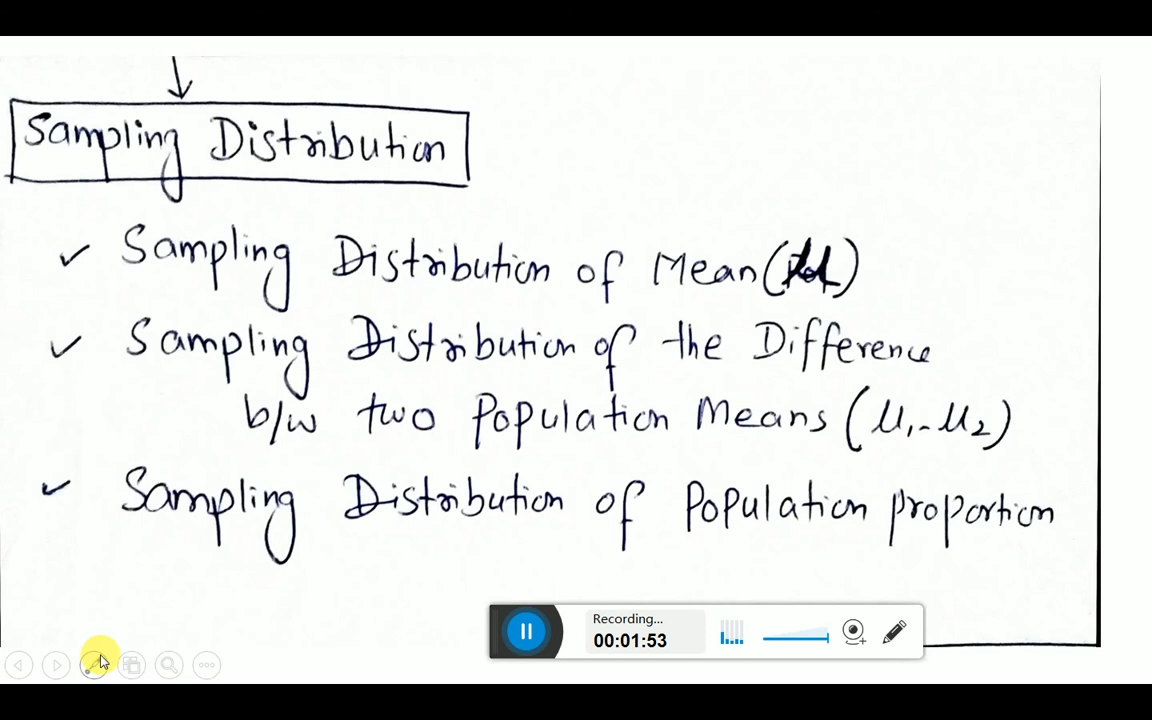 Sampling Distribution
Sampling Distribution of Mean
Sampling Distribution of the Difference
b/w two Population Means (μ1-μ2)
Sampling Distribution of Population proportion
Recording...
00:01:53